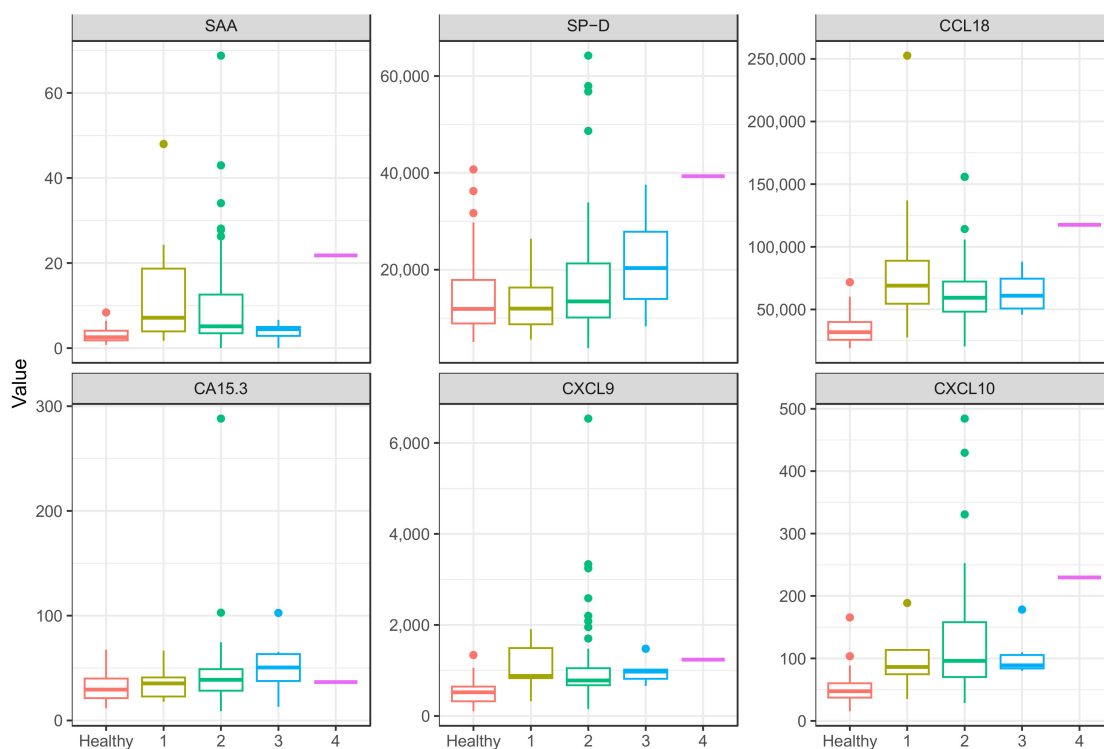 SAA SP−D CCL18
60 60,000 250,000
200,000
40 40,000 150,000
20 20,000 100,000
50,000
0
Value
CA15.3 CXCL9 CXCL10
300 6,000 500
400
200 4,000 300
100 2,000 200
100
0 0 0
Healthy 1 2 3 4 Healthy 1 2 3 4 Healthy 1 2 3 4